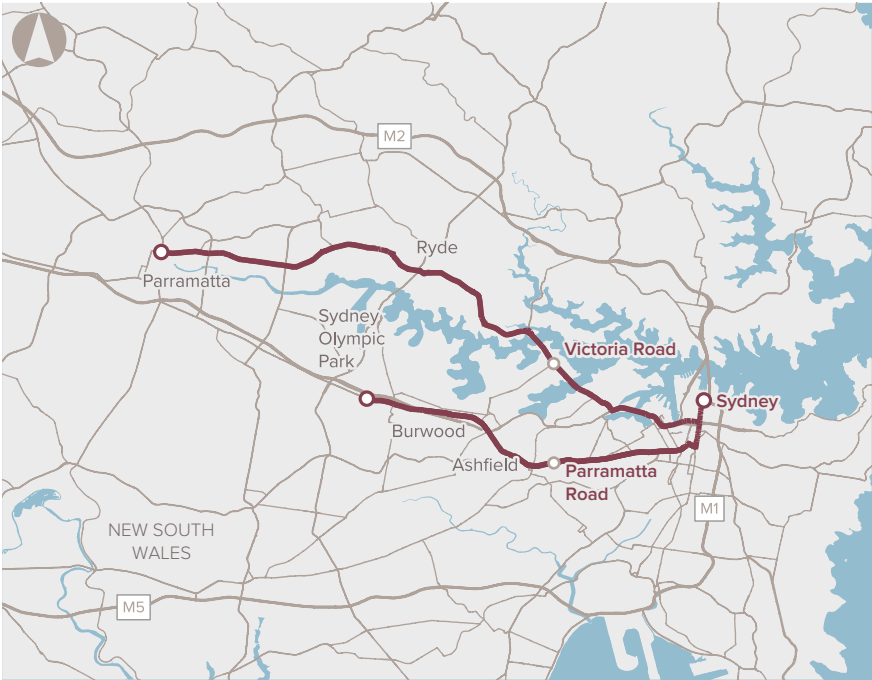 M2
Ryde
Parramatta
Sydney
Olympic
Park
Victoria Road
Sydney
Burwood
Ashfield
Parramatta
Road
M1
NEW SOUTH
WALES
M5